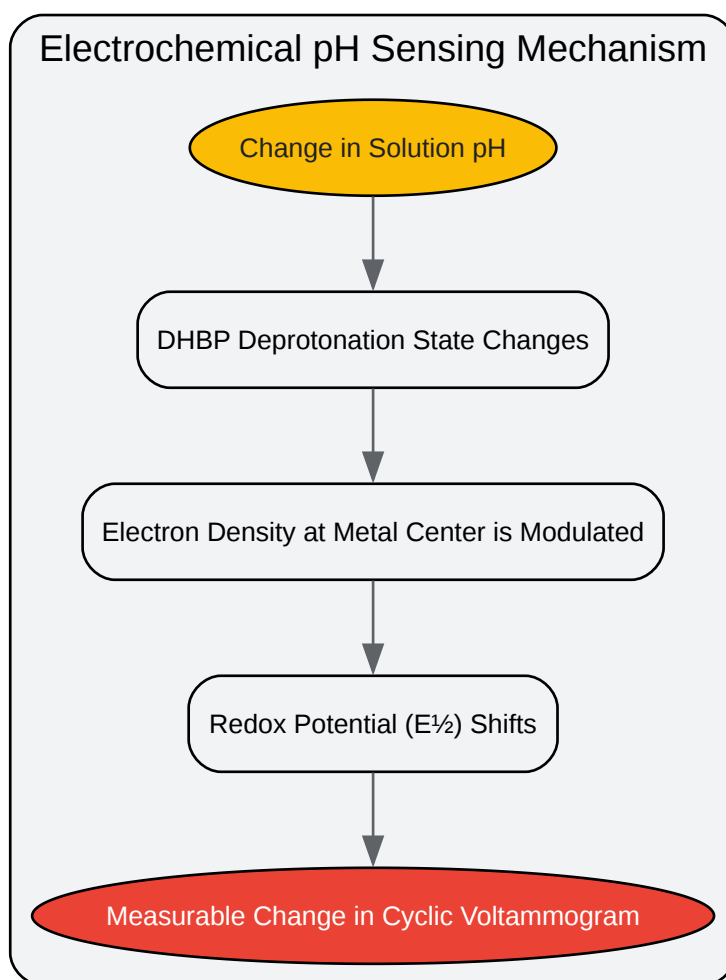 Electrochemical pH Sensing Mechanism
Change in Solution pH
DHBP Deprotonation State Changes
Electron Density at Metal Center is Modulated
Redox Potential (E½) Shifts
Measurable Change in Cyclic Voltammogram